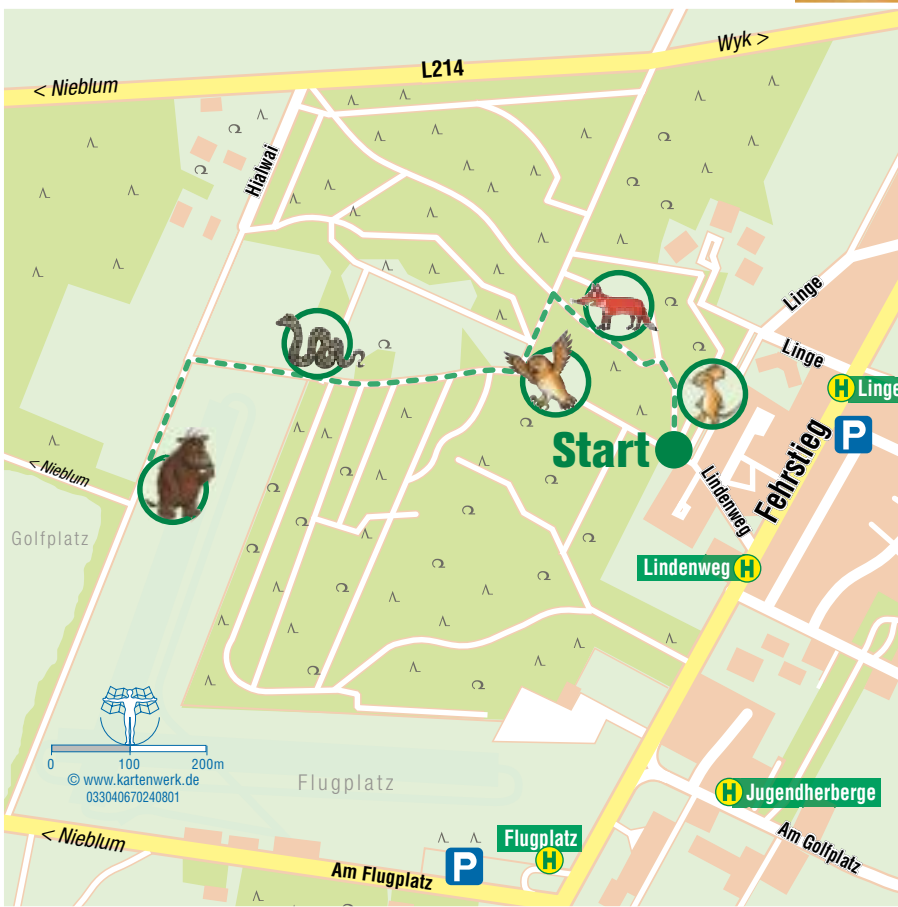 Wyk >
L214
< Nieblum
Hialwai
Linge
Linge
H Linge
P
Fehrstieg
Start
< Nieblum
Lindenweg
Golfplatz
Lindenweg H
0 100 200m
© www.kartenwerk.de
033040670240801
Flugplatz
H Jugendherberge
< Nieblum
Flugplatz
H
Am Golfplatz
Am Flugplatz
P